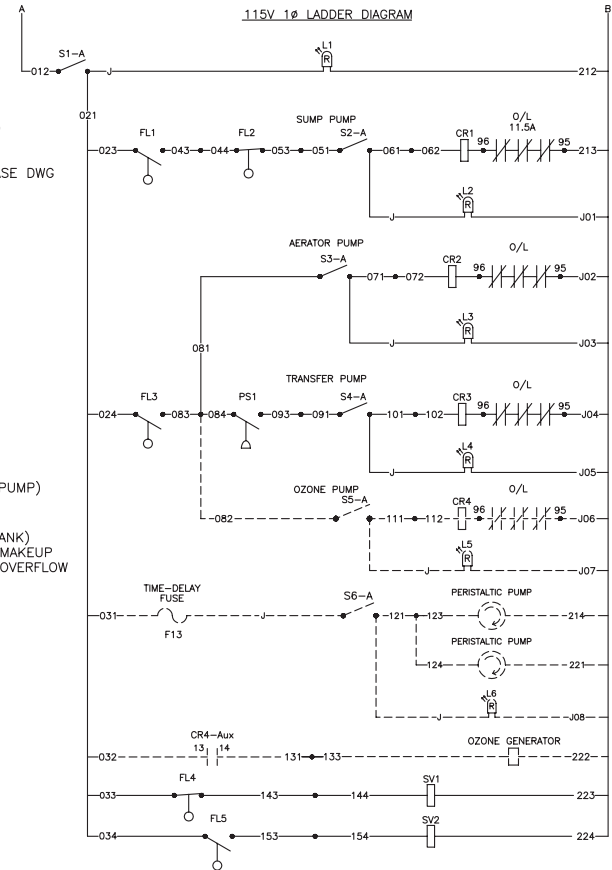 115V 1ø LADDER DIAGRAM
A
B
S1-A
L1
R
012
J
212
021
SUMP PUMP
O/L
11.5A
FL1
FL2
S2-A
CR1
96
95
023
043
044
053
051
061
062
213
ASE DWG
L2
R
J
J01
AERATOR PUMP
O/L
S3-A
CR2
96
95
071
072
J02
L3
R
081
J
J03
TRANSFER PUMP
O/L
FL3
PS1
S4-A
CR3
96
95
024
083
084
093
091
101
102
J04
L4
R
J
J05
PUMP)
OZONE PUMP
O/L
S5-A
CR4
96
95
082
111
112
J06
ANK)
MAKEUP
OVERFLOW
L5
R
J
J07
TIME-DELAY
FUSE
S6-A
PERISTALTIC PUMP
031
J
121
123
214
F13
PERISTALTIC PUMP
124
221
L6
R
J
J08
CR4-Aux
OZONE GENERATOR
13
14
032
131
133
222
FL4
SV1
033
143
144
223
FL5
SV2
034
153
154
224